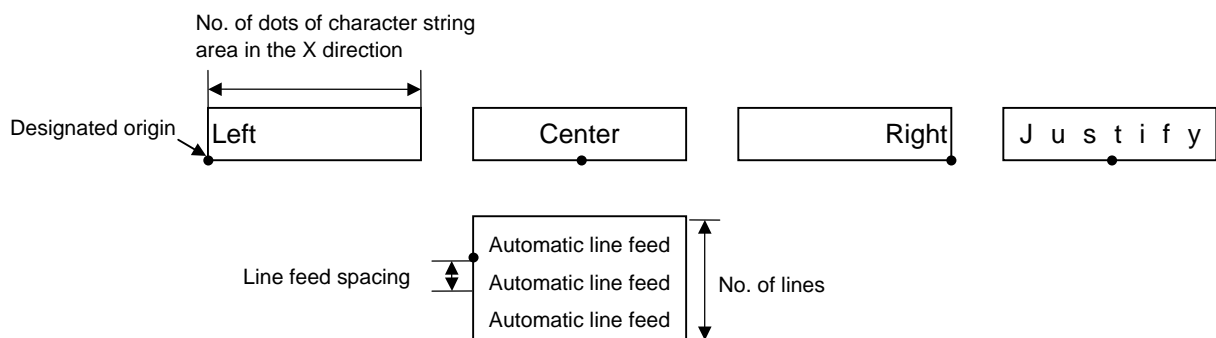 No. of dots of character string
area in the X direction
Designated origin
Left
Center
Right
J u s t i f y
Automatic line feed
Line feed spacing
Automatic line feed
No. of lines
Automatic line feed